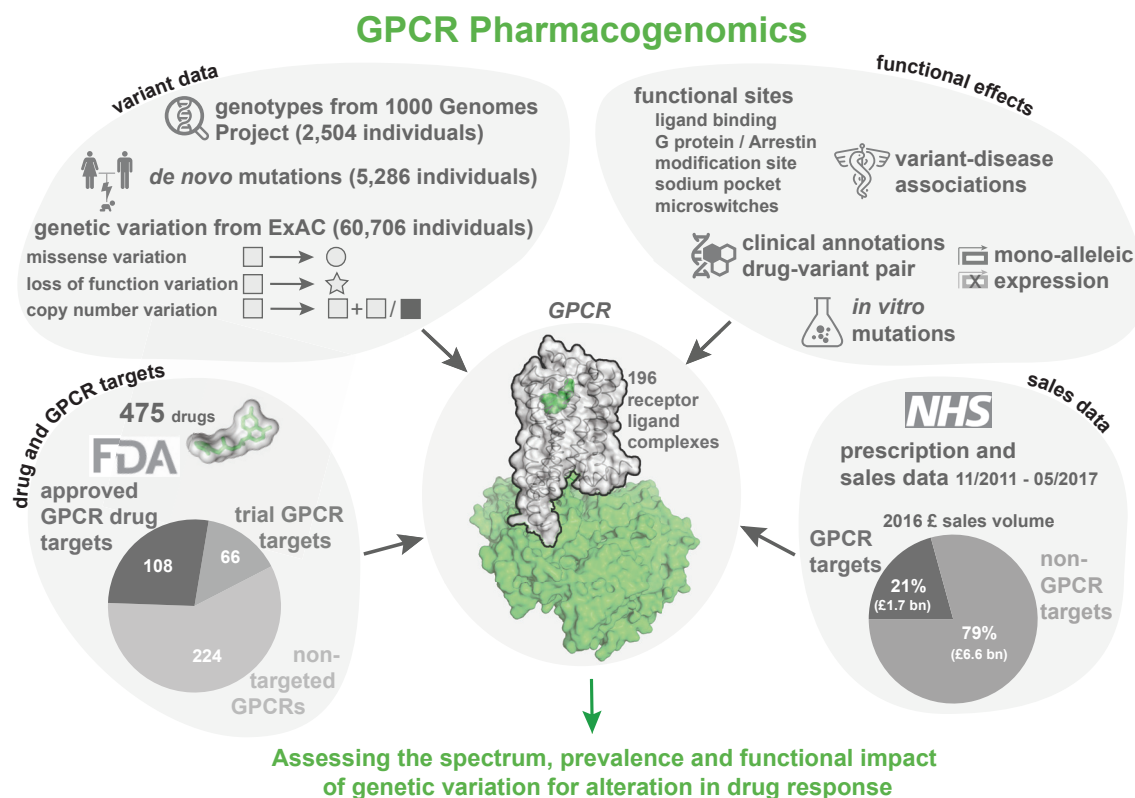 GPCR Pharmacogenomics
variant data
genotypes from 1000 Genomes
Project (2,504 individuals)
de novo mutations (5,286 individuals)
genetic variation from ExAC (60,706 individuals)
missense variation
loss of function variation
copy number variation
+
/
functional effects
functional sites
ligand binding
G protein / Arrestin
modification site
sodium pocket
microswitches
variant-disease
associations
clinical annotations
drug-variant pair
mono-alleleic
X expression
in vitro
mutations
GPCR
196
receptor
ligand
complexes
drug and GPCR targets
475 drugs
FDA
approved
GPCR drug
targets
trial GPCR
targets
108
66
224
non-
targeted
GPCRs
sales data
NHS
prescription and
sales data 11/2011 - 05/2017
2016 £ sales volume
GPCR
targets
non-
GPCR
targets
21%
(£1.7 bn)
79%
(£6.6 bn)
Assessing the spectrum, prevalence and functional impact
of genetic variation for alteration in drug response